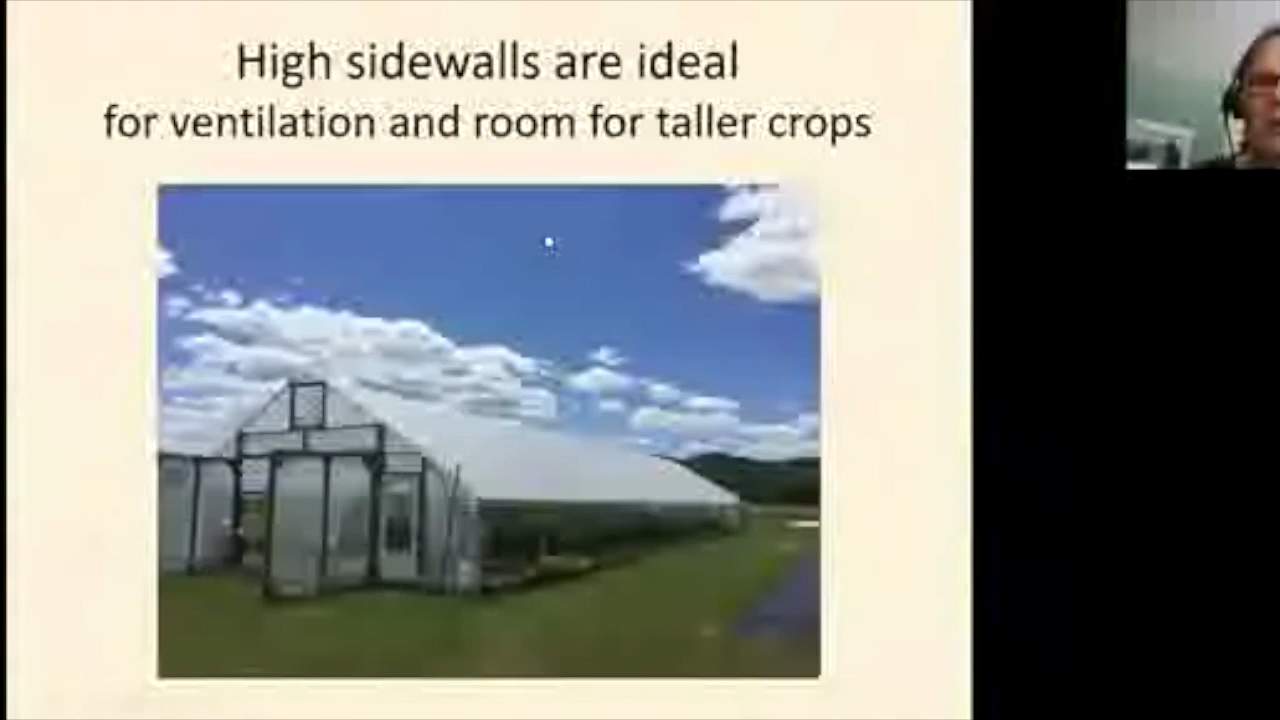 High sidewalls are ideal
for ventilation and room for taller crops